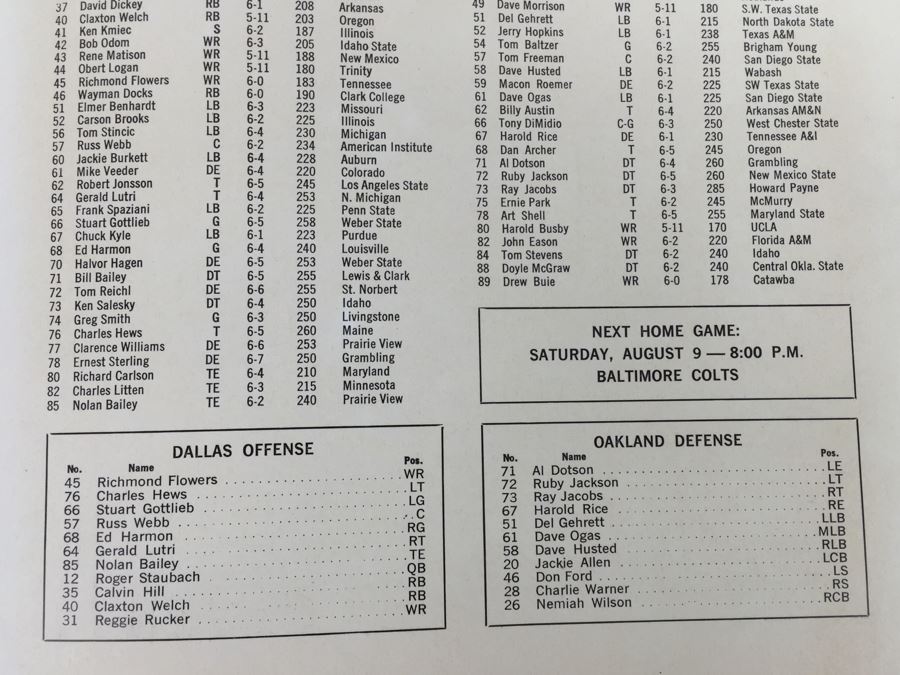 37 David Dickey RB 6-1 208 Arkansas
40 Claxton Welch RB 5-11 203 Oregon
41 Ken Kmiec S 6-2 187 Illinois
42 Bob Odom WR 6-3 205 Idaho State
43 Rene Matison WR 5-11 188 New Mexico
44 Obert Logan WR 5-11 180 Trinity
45 Richmond Flowers WR 6-0 183 Tennessee
46 Wayman Docks RB 6-0 190 Clark College
51 Elmer Benhardt LB 6-3 223 Missouri
52 Carson Brooks LB 6-2 225 Illinois
56 Tom Stincic LB 6-4 230 Michigan
57 Russ Webb C 6-2 234 American Institute
60 Jackie Burkett LB 6-4 228 Auburn
61 Mike Veeder DE 6-4 220 Colorado
62 Robert Jonsson T 6-5 245 Los Angeles State
64 Gerald Lutri T 6-4 253 N. Michigan
65 Frank Spaziani LB 6-2 225 Penn State
66 Stuart Gottlieb G 6-5 258 Weber State
67 Chuck Kyle LB 6-1 223 Purdue
68 Ed Harmon G 6-4 240 Louisville
70 Halvor Hagen DE 6-5 253 Weber State
71 Bill Bailey DT 6-5 255 Lewis & Clark
72 Tom Reichl DE 6-6 255 St. Norbert
73 Ken Salesky DT 6-4 250 Idaho
74 Greg Smith G 6-3 250 Livingstone
76 Charles Hews T 6-5 260 Maine
77 Clarence Williams DE 6-6 253 Prairie View
78 Ernest Sterling DE 6-7 250 Grambling
80 Richard Carlson TE 6-4 210 Maryland
82 Charles Litten TE 6-3 215 Minnesota
85 Nolan Bailey TE 6-2 240 Prairie View
49 Dave Morrison WR 5-11 180 S.W. Texas State
51 Del Gehrett LB 6-1 215 North Dakota State
52 Jerry Hopkins LB 6-1 238 Texas A&M
54 Tom Baltzer G 6-2 255 Brigham Young
57 Tom Freeman C 6-2 240 San Diego State
58 Dave Husted LB 6-1 215 Wabash
59 Macon Roemer DE 6-2 225 SW Texas State
61 Dave Ogas LB 6-1 225 San Diego State
62 Billy Austin T 6-4 220 Arkansas AM&N
66 Tony DiMidio C-G 6-3 250 West Chester State
67 Harold Rice DE 6-1 230 Tennessee A&I
68 Dan Archer T 6-5 245 Oregon
71 Al Dotson DT 6-4 260 Grambling
72 Ruby Jackson DT 6-5 260 New Mexico State
73 Ray Jacobs DT 6-3 285 Howard Payne
75 Ernie Park T 6-2 245 McMurry
78 Art Shell T 6-5 255 Maryland State
80 Harold Busby WR 5-11 170 UCLA
82 John Eason WR 6-2 220 Florida A&M
84 Tom Stevens DT 6-2 240 Idaho
88 Doyle McGraw DT 6-2 240 Central Okla. State
89 Drew Buie WR 6-0 178 Catawba
NEXT HOME GAME:
SATURDAY, AUGUST 9 — 8:00 P.M.
BALTIMORE COLTS
DALLAS OFFENSE
No. Name Pos.
45 Richmond Flowers WR
76 Charles Hews LT
66 Stuart Gottlieb LG
57 Russ Webb C
68 Ed Harmon RG
64 Gerald Lutri RT
85 Nolan Bailey TE
12 Roger Staubach QB
35 Calvin Hill RB
40 Claxton Welch RB
31 Reggie Rucker WR
OAKLAND DEFENSE
No. Name Pos.
71 Al Dotson LE
72 Ruby Jackson LT
73 Ray Jacobs RT
67 Harold Rice RE
51 Del Gehrett LLB
61 Dave Ogas MLB
58 Dave Husted RLB
20 Jackie Allen LCB
46 Don Ford LS
28 Charlie Warner RS
26 Nemiah Wilson RCB